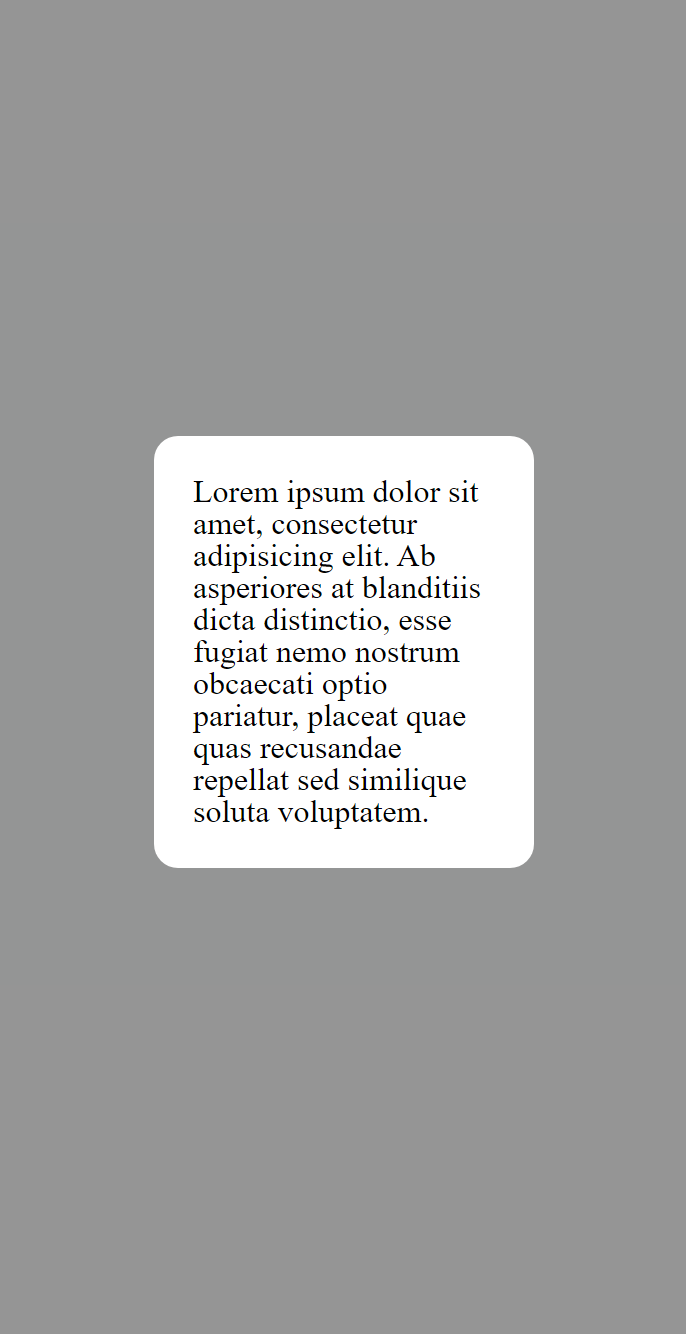 Lorem ipsum dolor sit
amet, consectetur
adipisicing elit. Ab
asperiores at blanditiis
dicta distinctio, esse
fugiat nemo nostrum
obcaecati optio
pariatur, placeat quae
quas recusandae
repellat sed similique
soluta voluptatem.